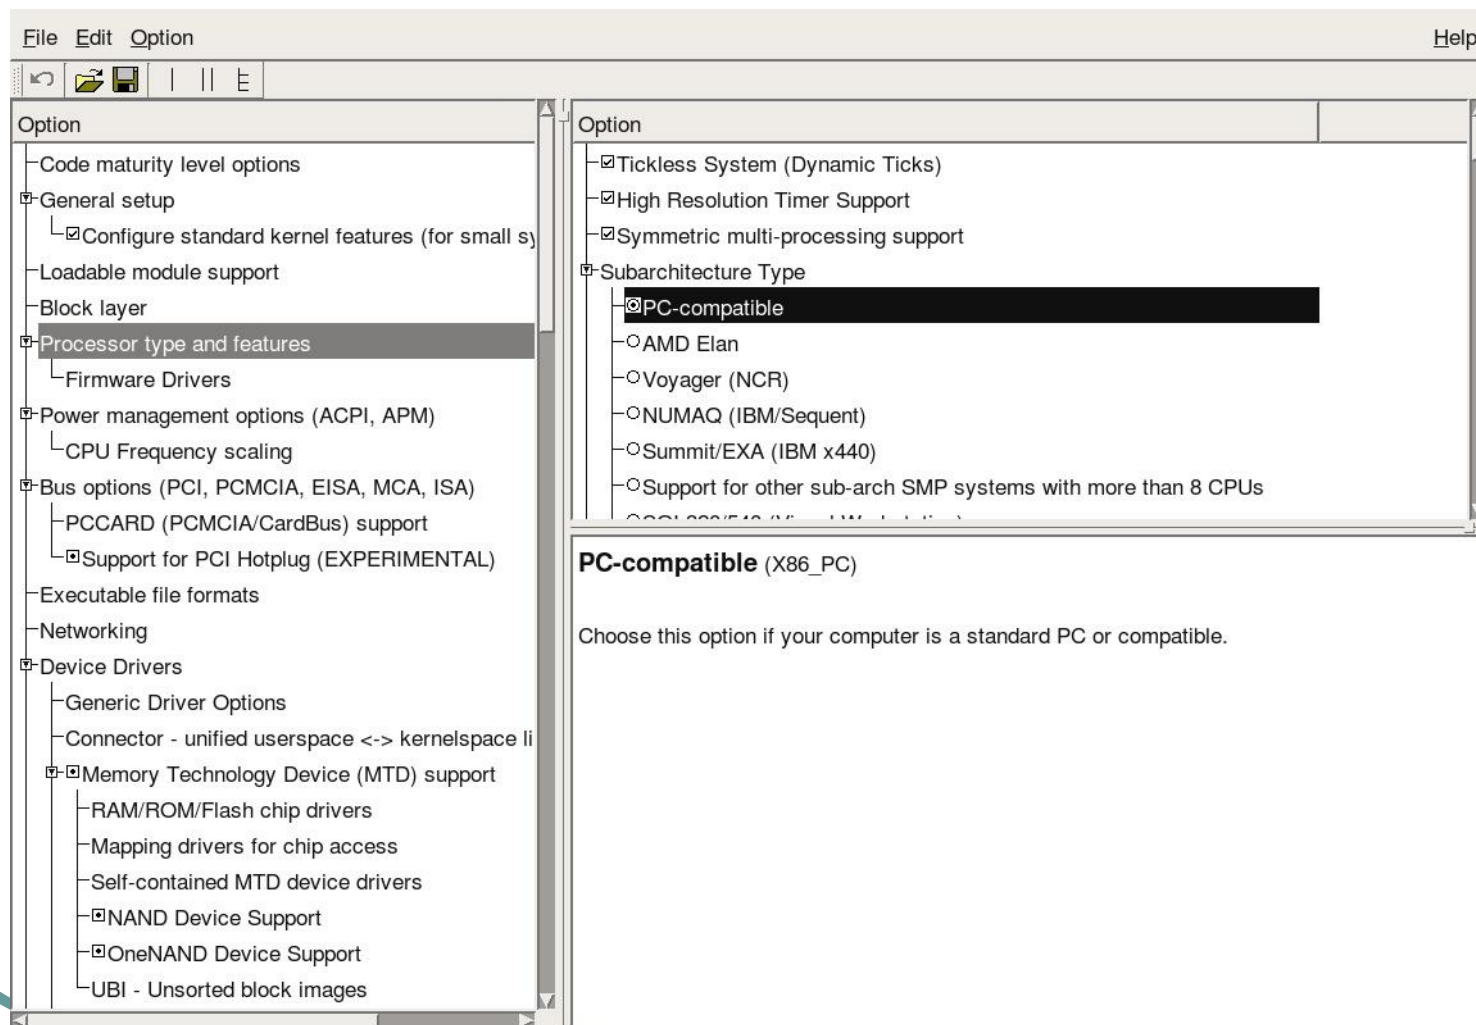 File Edit Option
Help
Option
Code maturity level options
General setup
Configure standard kernel features (for small sy
Loadable module support
Block layer
Processor type and features
Firmware Drivers
Power management options (ACPI, APM)
CPU Frequency scaling
Bus options (PCI, PCMCIA, EISA, MCA, ISA)
PCCARD (PCMCIA/CardBus) support
Support for PCI Hotplug (EXPERIMENTAL)
Executable file formats
Networking
Device Drivers
Generic Driver Options
Connector - unified userspace <-> kernelspace li
Memory Technology Device (MTD) support
RAM/ROM/Flash chip drivers
Mapping drivers for chip access
Self-contained MTD device drivers
NAND Device Support
OneNAND Device Support
UBI - Unsorted block images
Option
Tickless System (Dynamic Ticks)
High Resolution Timer Support
Symmetric multi-processing support
Subarchitecture Type
PC-compatible
AMD Elan
Voyager (NCR)
NUMAQ (IBM/Sequent)
Summit/EXA (IBM x440)
Support for other sub-arch SMP systems with more than 8 CPUs
PC-compatible (X86_PC)
Choose this option if your computer is a standard PC or compatible.